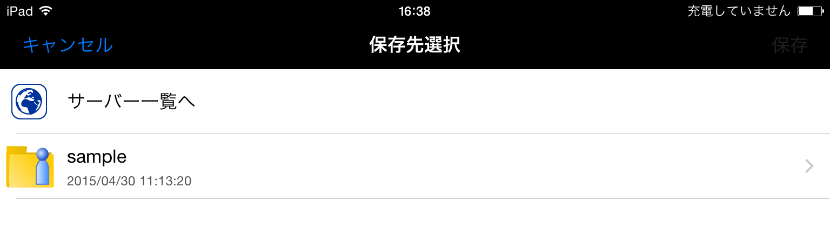 iPad 16:38 充電していません
キャンセル 保存先選択 保存
サーバー一覧へ
sample
2015/04/30 11:13:20